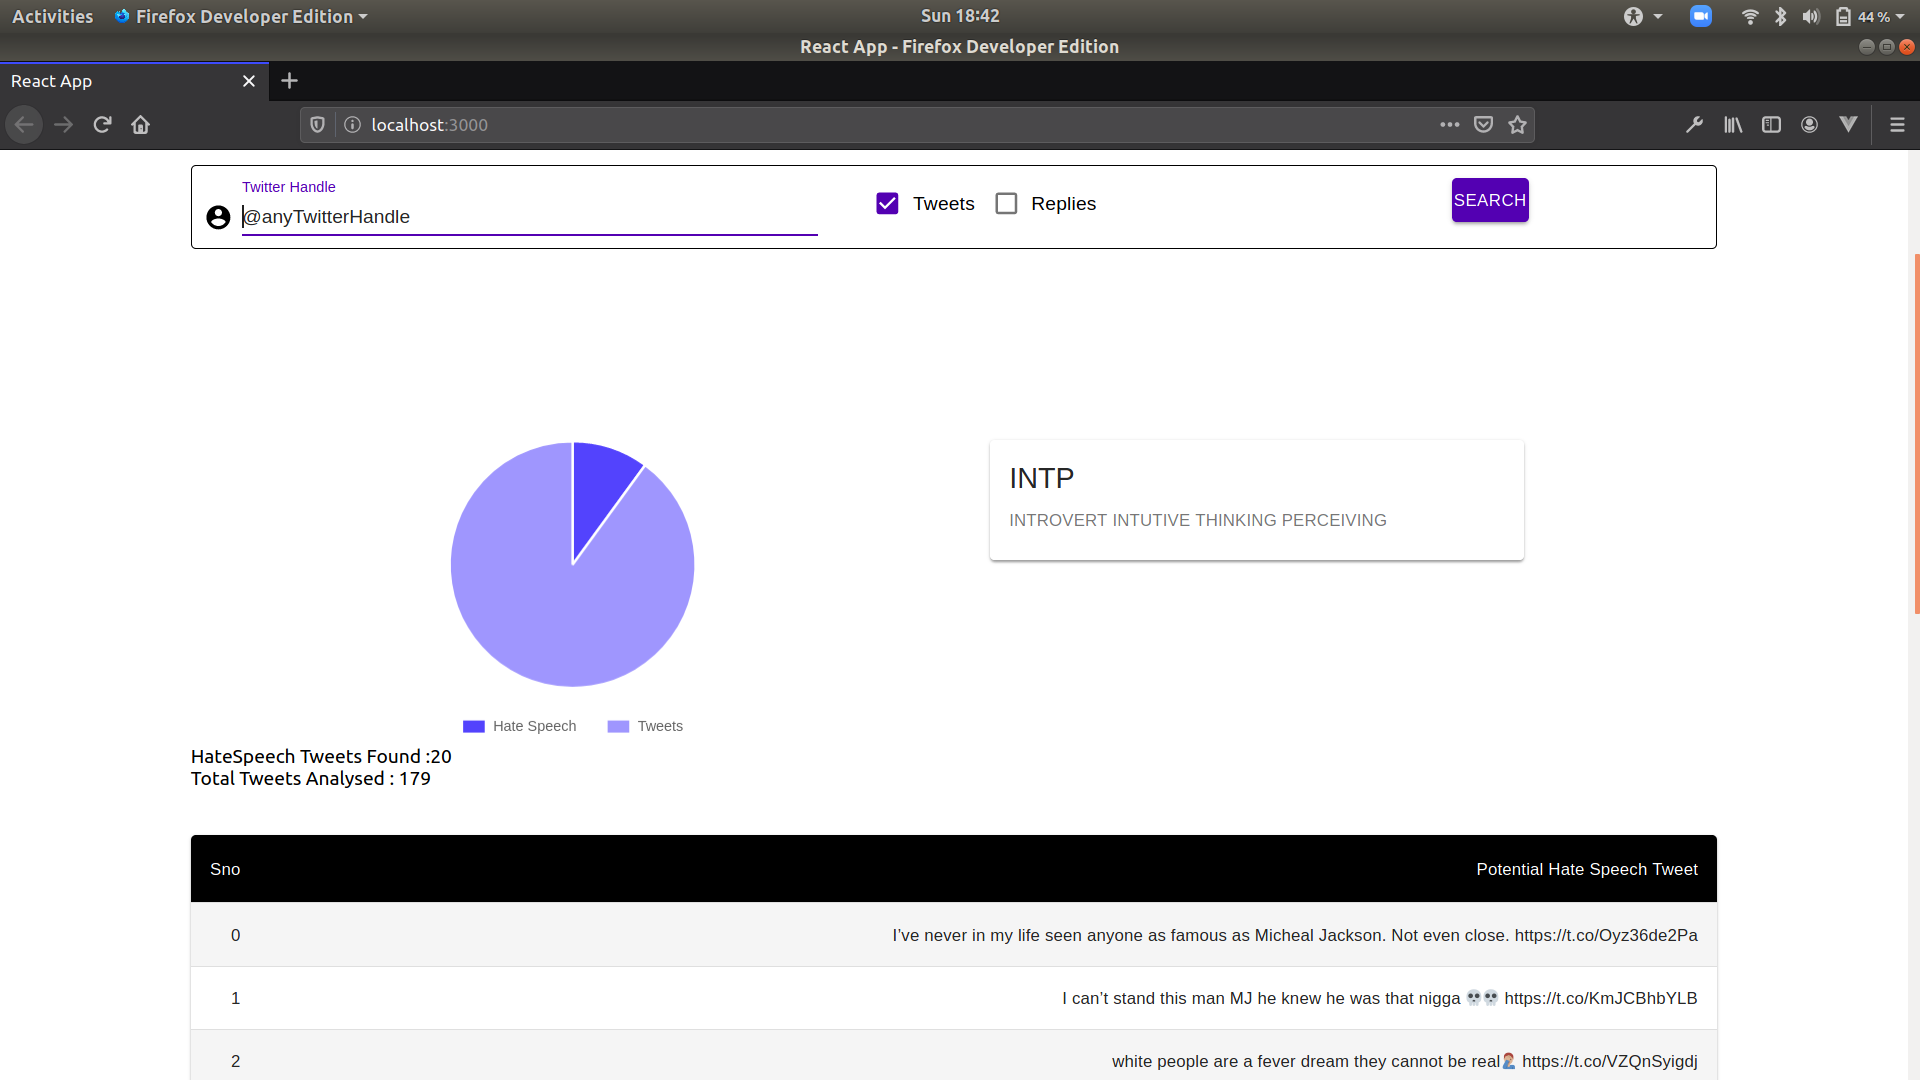 Activities Firefox Developer Edition Sun 18:42 44 %
React App - Firefox Developer Edition
React App
localhost:3000
Twitter Handle
@anyTwitterHandle
Tweets Replies SEARCH
INTP
INTROVERT INTUTIVE THINKING PERCEIVING
Hate Speech Tweets
HateSpeech Tweets Found :20
Total Tweets Analysed : 179
Sno Potential Hate Speech Tweet
0 I’ve never in my life seen anyone as famous as Micheal Jackson. Not even close. https://t.co/Oyz36de2Pa
1 I can’t stand this man MJ he knew he was that nigga 💀💀 https://t.co/KmJCBhbYLB
2 white people are a fever dream they cannot be real🤦🏼‍♂️ https://t.co/VZQnSyigdj